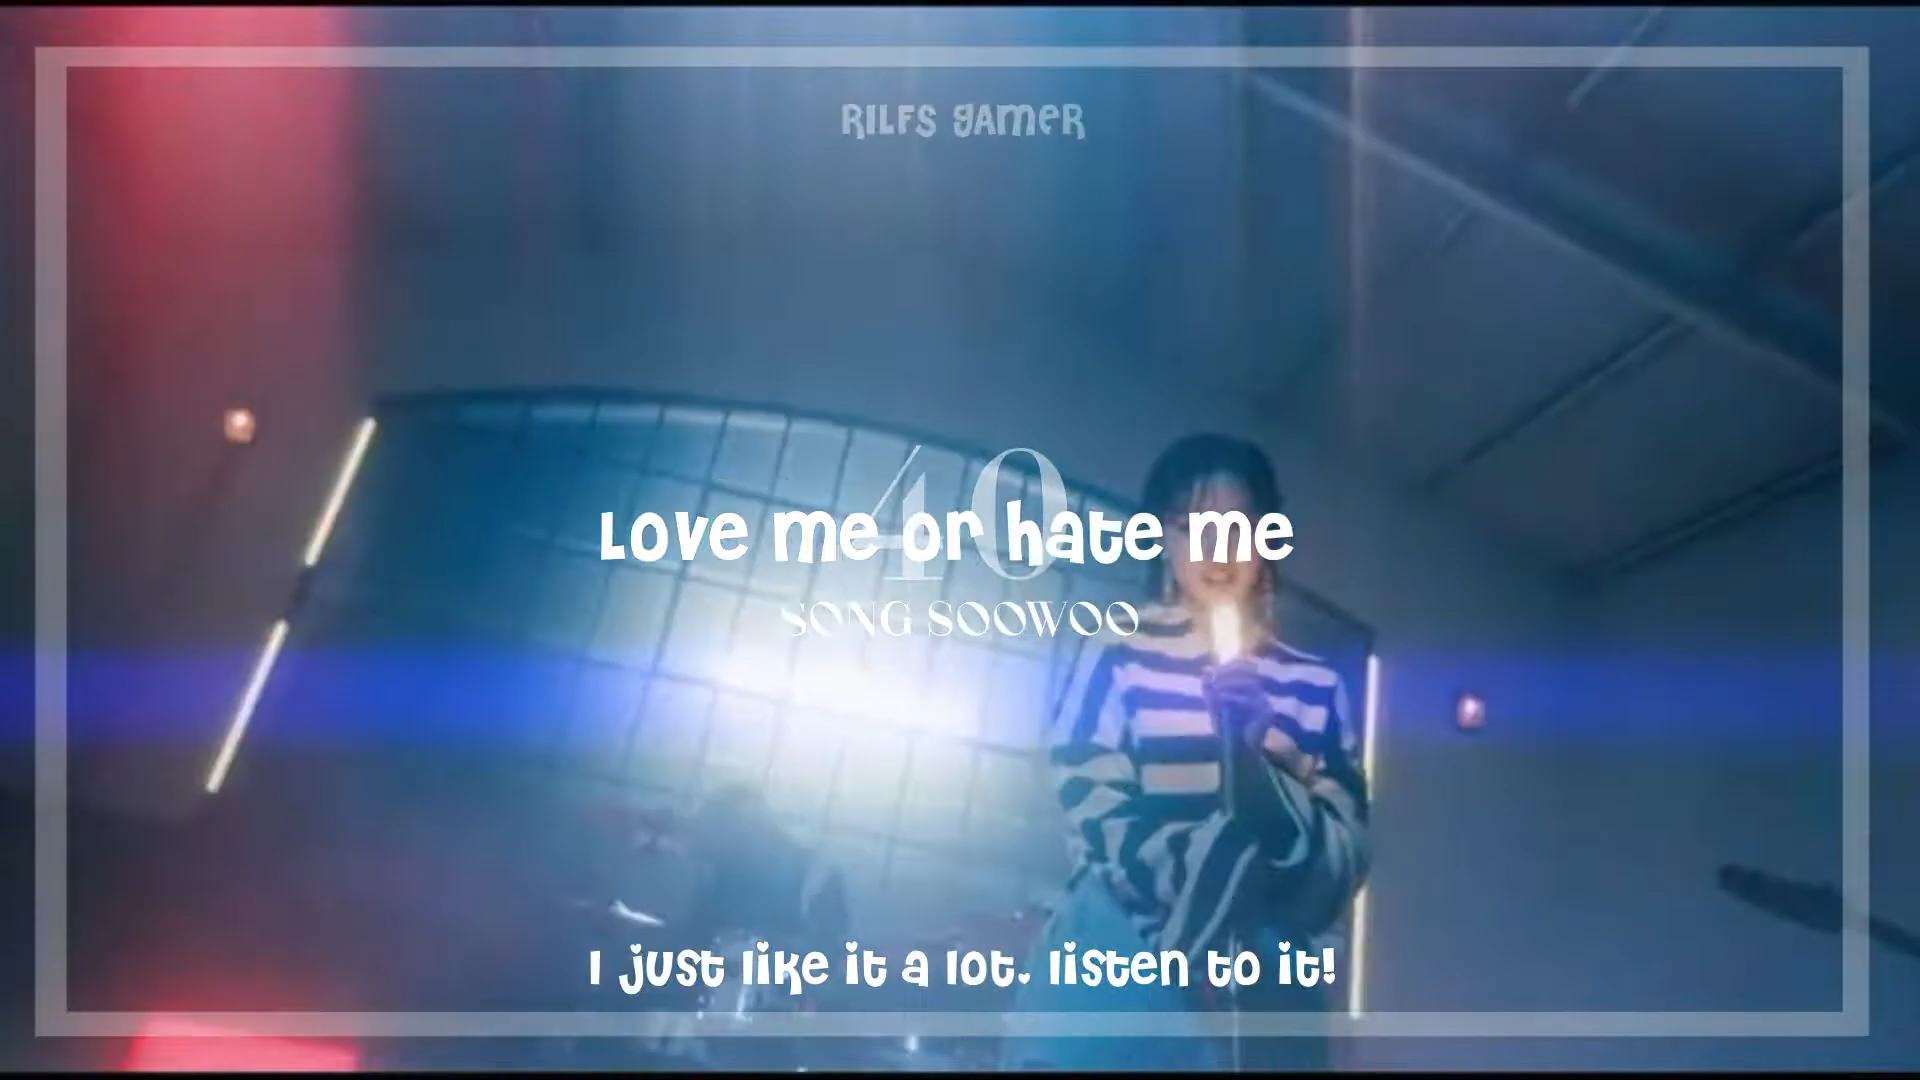 RILFS gamer
40
Love me or hate me
SONG SOOWOO
I just like it a lot. listen to it!